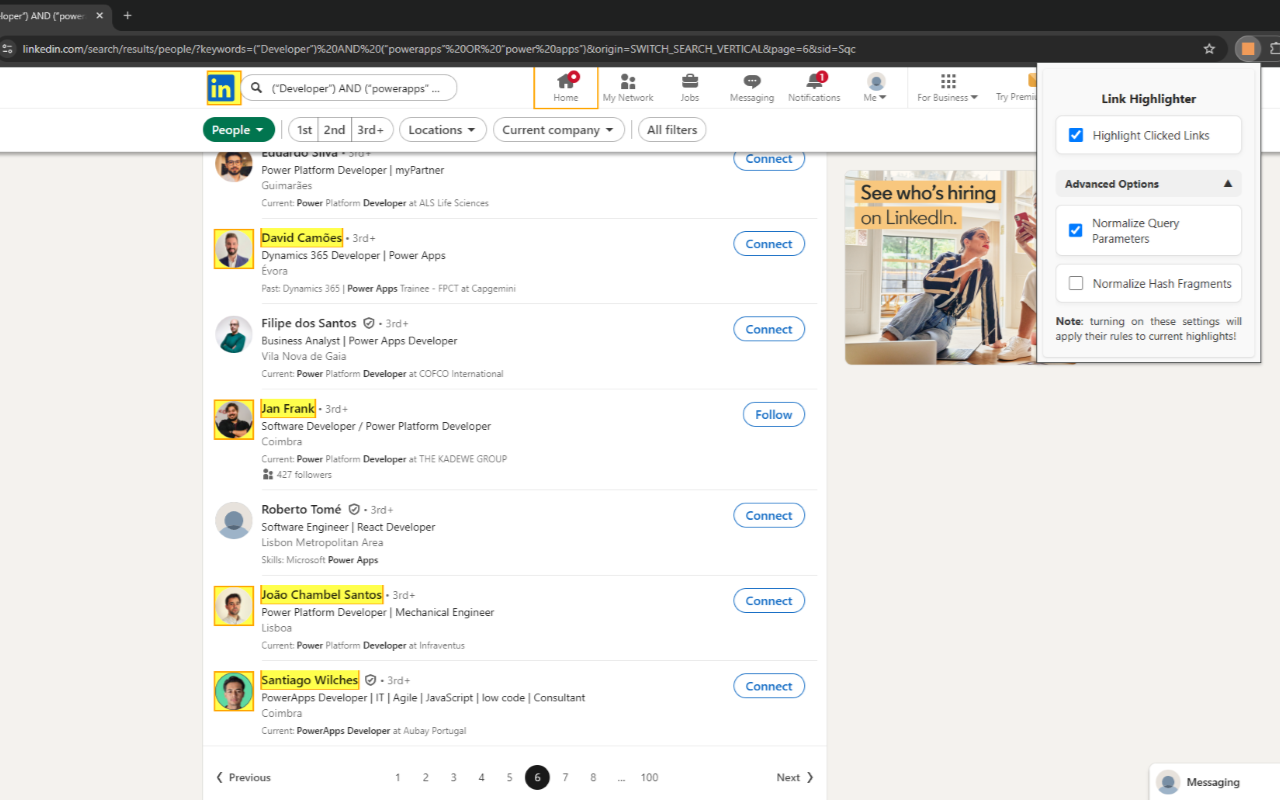 loper") AND ("power
linkedin.com/search/results/people/?keywords=("Developer")%20AND%20("powerapps"%20OR%20"power%20apps")&origin=SWITCH_SEARCH_VERTICAL&page=6&sid=Sqc
in
("Developer") AND ("powerapps" ...
Home
My Network
Jobs
Messaging
1
Notifications
Me
For Business
Try Premi
People
1st
2nd
3rd+
Locations
Current company
All filters
Eduardo Silva • 3rd+
Power Platform Developer | myPartner
Guimarães
Current: Power Platform Developer at ALS Life Sciences
Connect
David Camões • 3rd+
Dynamics 365 Developer | Power Apps
Évora
Past: Dynamics 365 | Power Apps Trainee - FPCT at Capgemini
Connect
Filipe dos Santos • 3rd+
Business Analyst | Power Apps Developer
Vila Nova de Gaia
Current: Power Platform Developer at COFCO International
Connect
Jan Frank • 3rd+
Software Developer / Power Platform Developer
Coimbra
Current: Power Platform Developer at THE KADEWE GROUP
427 followers
Follow
Roberto Tomé • 3rd+
Software Engineer | React Developer
Lisbon Metropolitan Area
Skills: Microsoft Power Apps
Connect
João Chambel Santos • 3rd+
Power Platform Developer | Mechanical Engineer
Lisboa
Current: Power Platform Developer at Infraventus
Connect
Santiago Wilches • 3rd+
PowerApps Developer | IT | Agile | JavaScript | low code | Consultant
Coimbra
Current: PowerApps Developer at Aubay Portugal
Connect
Previous
1 2 3 4 5 6 7 8 ... 100
Next
See who's hiring
on LinkedIn.
Link Highlighter
Highlight Clicked Links
Advanced Options
Normalize Query
Parameters
Normalize Hash Fragments
Note: turning on these settings will
apply their rules to current highlights!
Messaging